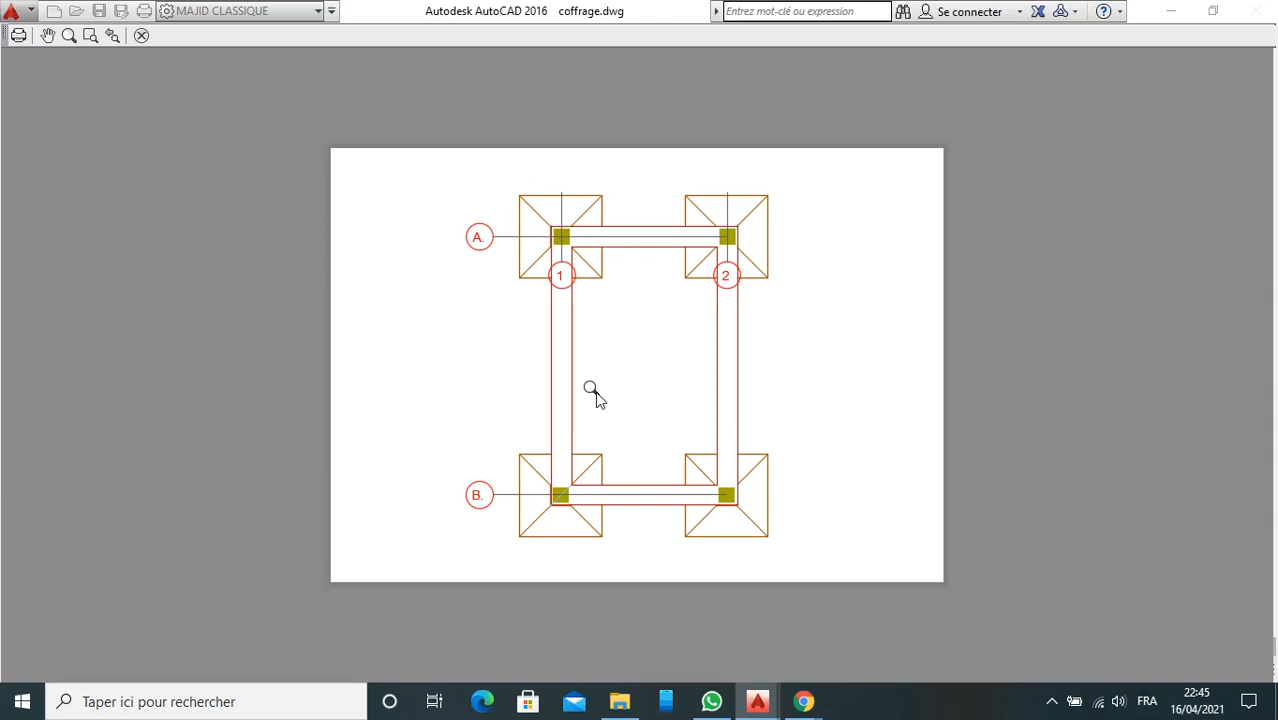 MAJID CLASSIQUE
Autodesk AutoCAD 2016 coffrage.dwg
Entrez mot-clé ou expression
Se connecter
?
A.
1
2
B.
Taper ici pour rechercher
FRA
22:45
16/04/2021